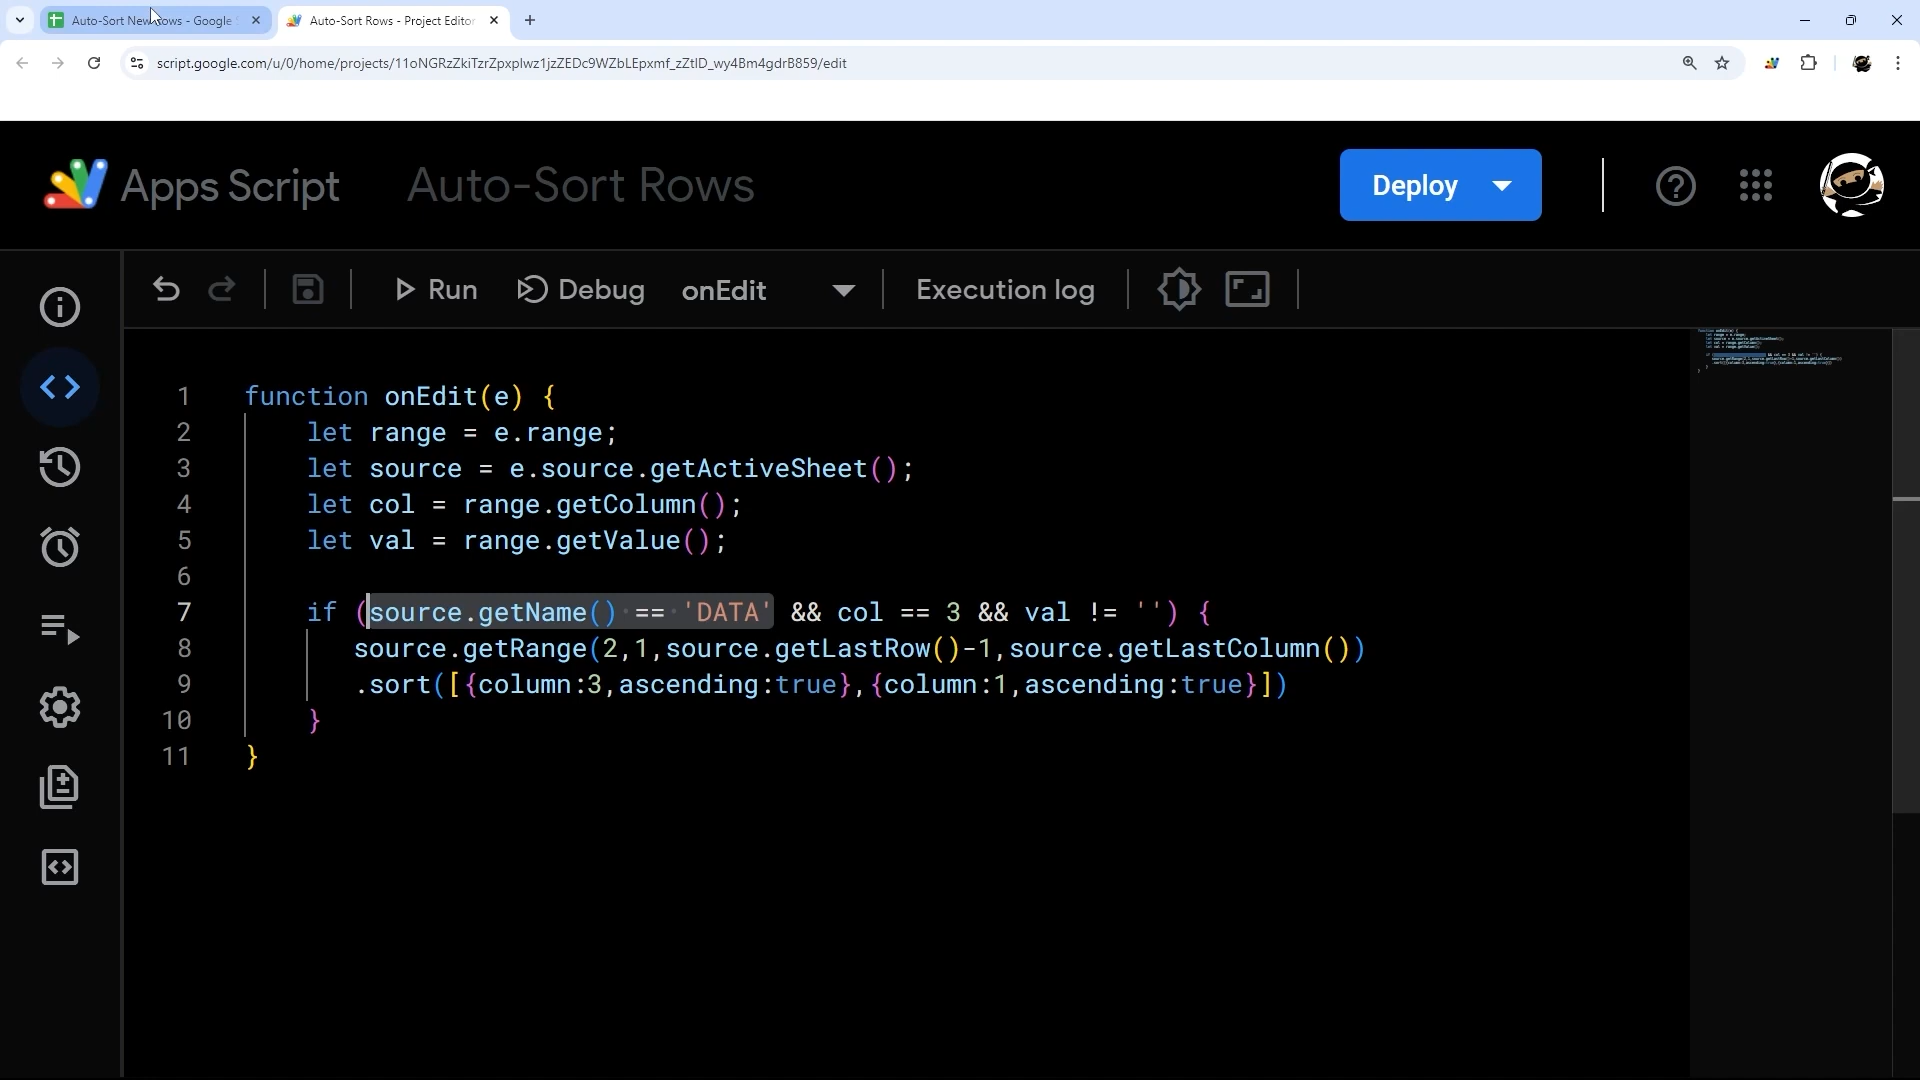 Auto-Sort New Rows - Google S
Auto-Sort Rows - Project Editor
script.google.com/u/0/home/projects/11oNGRzZkiTzrZpxplwz1jzZEDc9WZbLEpxmf_zZtlD_wy4Bm4gdrB859/edit
Apps Script
Auto-Sort Rows
Deploy
Run
Debug
onEdit
Execution log
1 function onEdit(e) {
2 let range = e.range;
3 let source = e.source.getActiveSheet();
4 let col = range.getColumn();
5 let val = range.getValue();
6
7 if (source.getName() == 'DATA' && col == 3 && val != '') {
8 source.getRange(2,1,source.getLastRow()-1,source.getLastColumn())
9 .sort([{column:3,ascending:true},{column:1,ascending:true}])
10 }
11 }